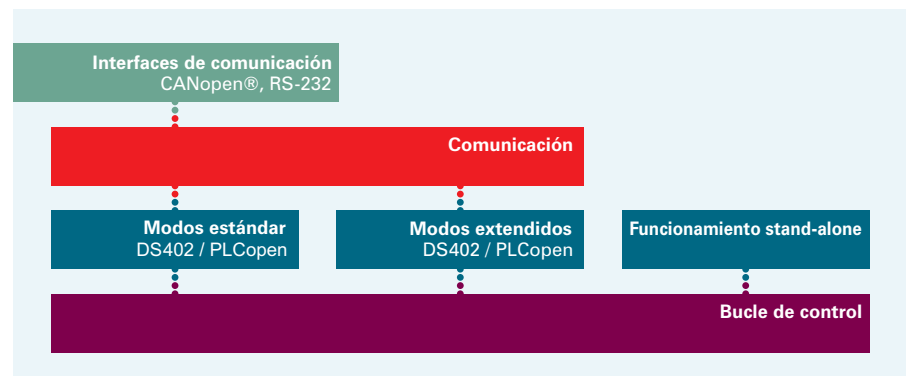 Interfaces de comunicación
CANopen®, RS-232
Comunicación
Modos estándar
DS402 / PLCopen
Modos extendidos
DS402 / PLCopen
Funcionamiento stand-alone
Bucle de control